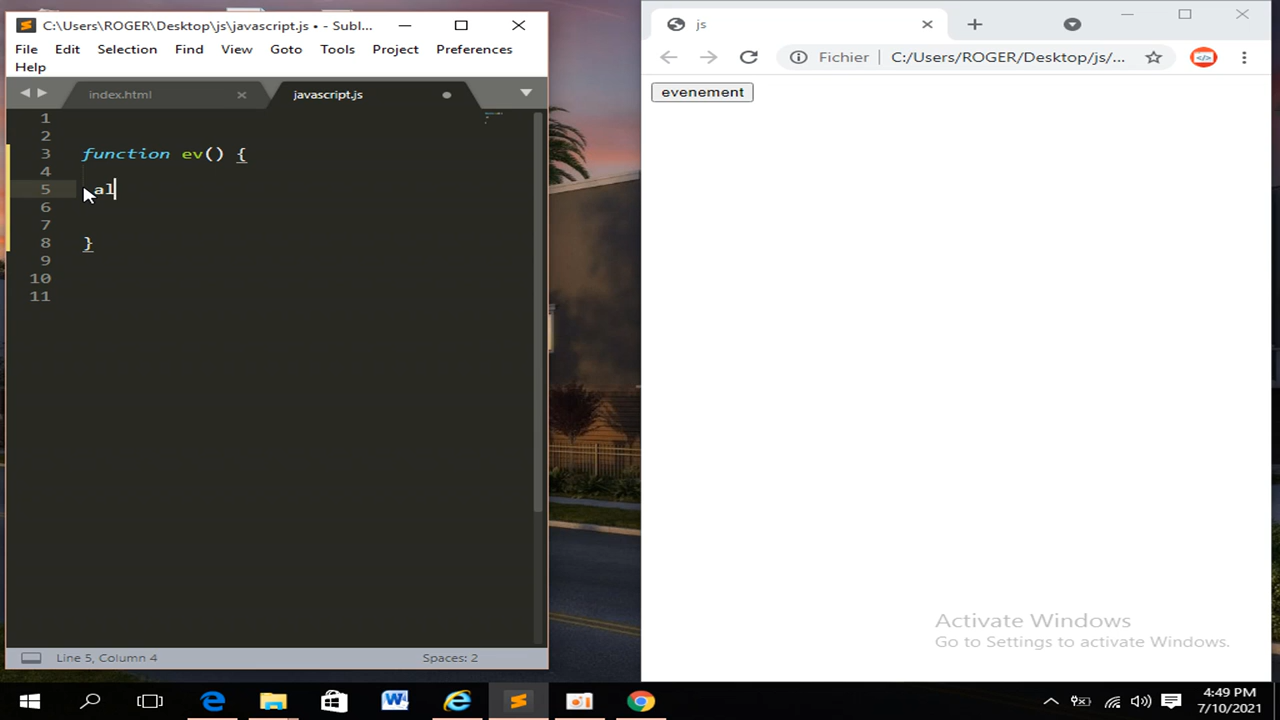 C:\Users\ROGER\Desktop\js\javascript.js • - Subl...
File Edit Selection Find View Goto Tools Project Preferences
Help
index.html
javascript.js
1
2
3 function ev() {
4
5 al
6
7
8 }
9
10
11
Line 5, Column 4
Spaces: 2
js
Fichier C:/Users/ROGER/Desktop/js/...
evenement
Activate Windows
Go to Settings to activate Windows.
4:49 PM
7/10/2021